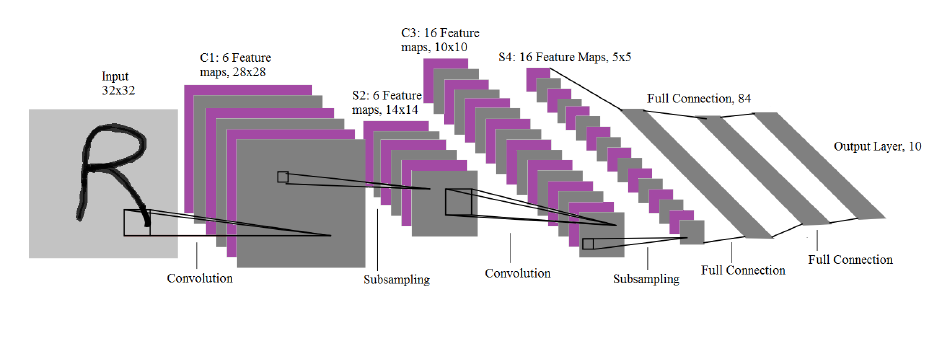 Input
32x32
R
C1: 6 Feature
maps, 28x28
S2: 6 Feature
maps, 14x14
C3: 16 Feature
maps, 10x10
S4: 16 Feature Maps, 5x5
Full Connection, 84
Output Layer, 10
Convolution
Subsampling
Convolution
Subsampling
Full Connection
Full Connection